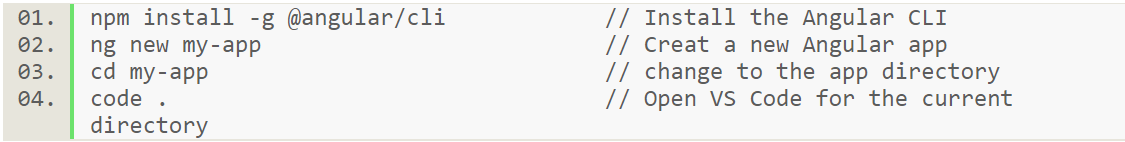 01. npm install -g @angular/cli // Install the Angular CLI
02. ng new my-app // Creat a new Angular app
03. cd my-app // change to the app directory
04. code . // Open VS Code for the current
directory